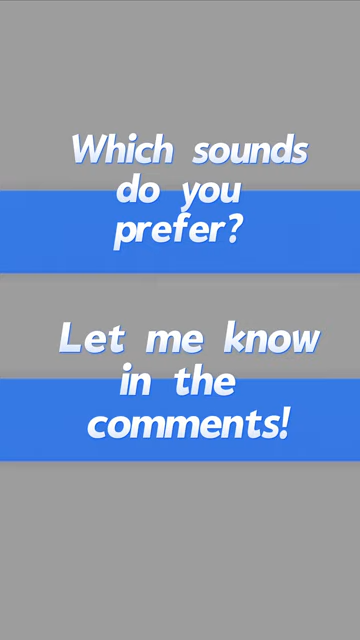 Which sounds
do you
prefer?
Let me know
in the
comments!